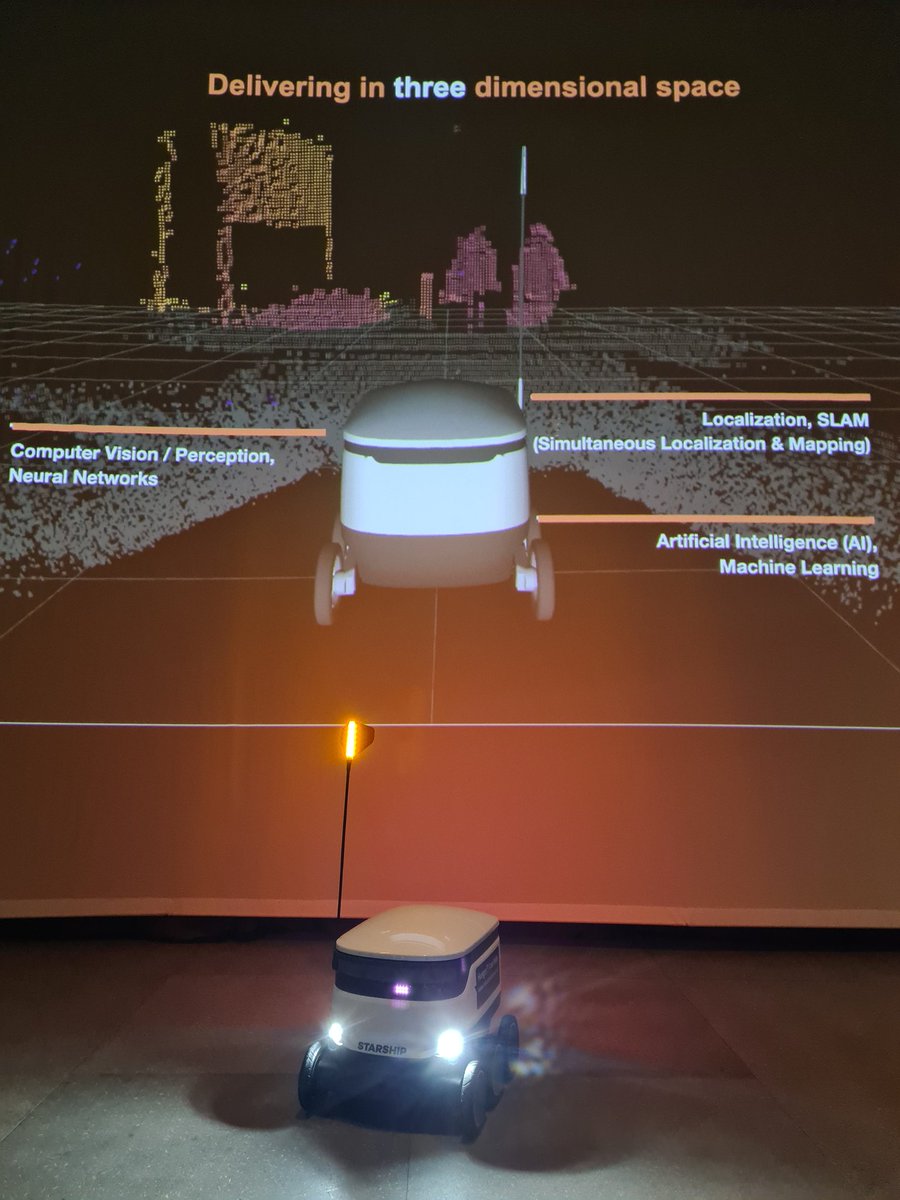 Delivering in three dimensional space
Localization, SLAM
(Simultaneous Localization & Mapping)
Computer Vision / Perception,
Neural Networks
Artificial Intelligence (AI),
Machine Learning
STARSHIP